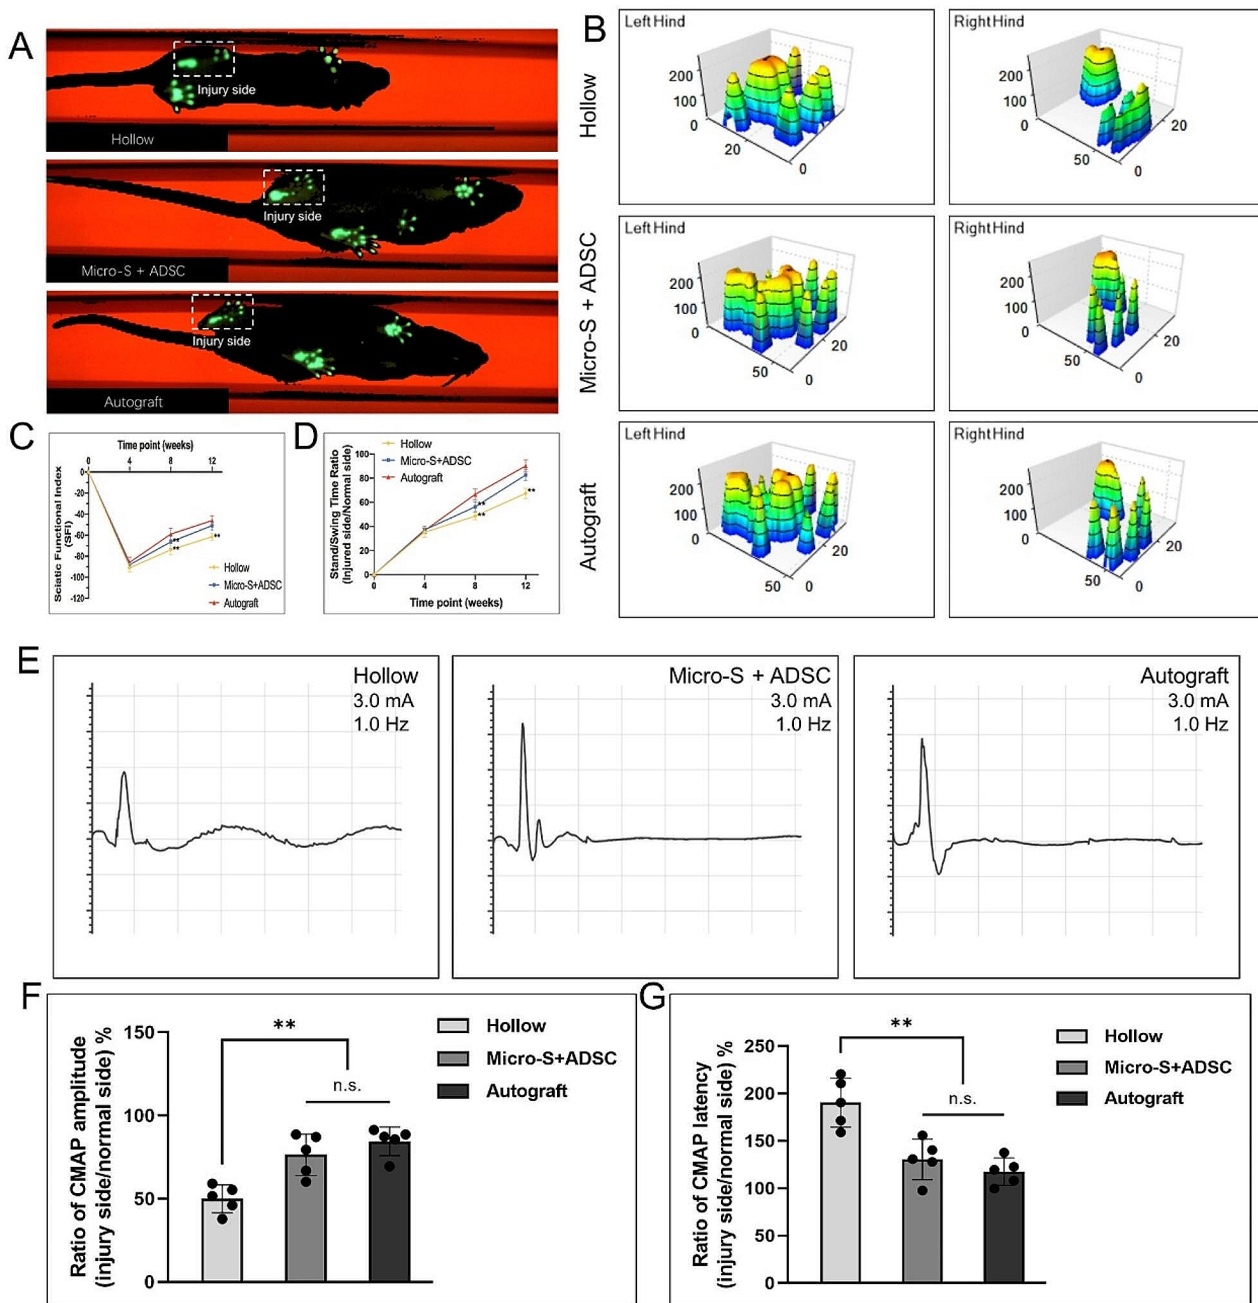 A
Injury side
Hollow
Injury side
Micro-S + ADSC
Injury side
Autograft
B
Hollow
Left Hind
200
100
0
20
0
Right Hind
200
100
0
50
20
0
Micro-S + ADSC
Left Hind
200
100
0
50
20
0
Right Hind
200
100
0
50
20
0
Autograft
Left Hind
200
100
0
50
20
0
Right Hind
200
100
0
50
20
0
C
Time point (weeks)
0 4 8 12
Sciatic Functional Index
(SFI)
0
-20
-40
-60
-80
-100
-120
**
**
**
Hollow
Micro-S+ADSC
Autograft
D
Stand/Swing Time Ratio
(Injured side/Normal side)
100
80
60
40
20
0
Hollow
Micro-S+ADSC
Autograft
**
**
**
0 4 8 12
Time point (weeks)
E
Hollow
3.0 mA
1.0 Hz
Micro-S + ADSC
3.0 mA
1.0 Hz
Autograft
3.0 mA
1.0 Hz
F
Ratio of CMAP amplitude
(injury side/normal side) %
150
100
50
0
**
n.s.
Hollow
Micro-S+ADSC
Autograft
G
Ratio of CMAP latency
(injury side/normal side) %
250
200
150
100
50
0
**
n.s.
Hollow
Micro-S+ADSC
Autograft